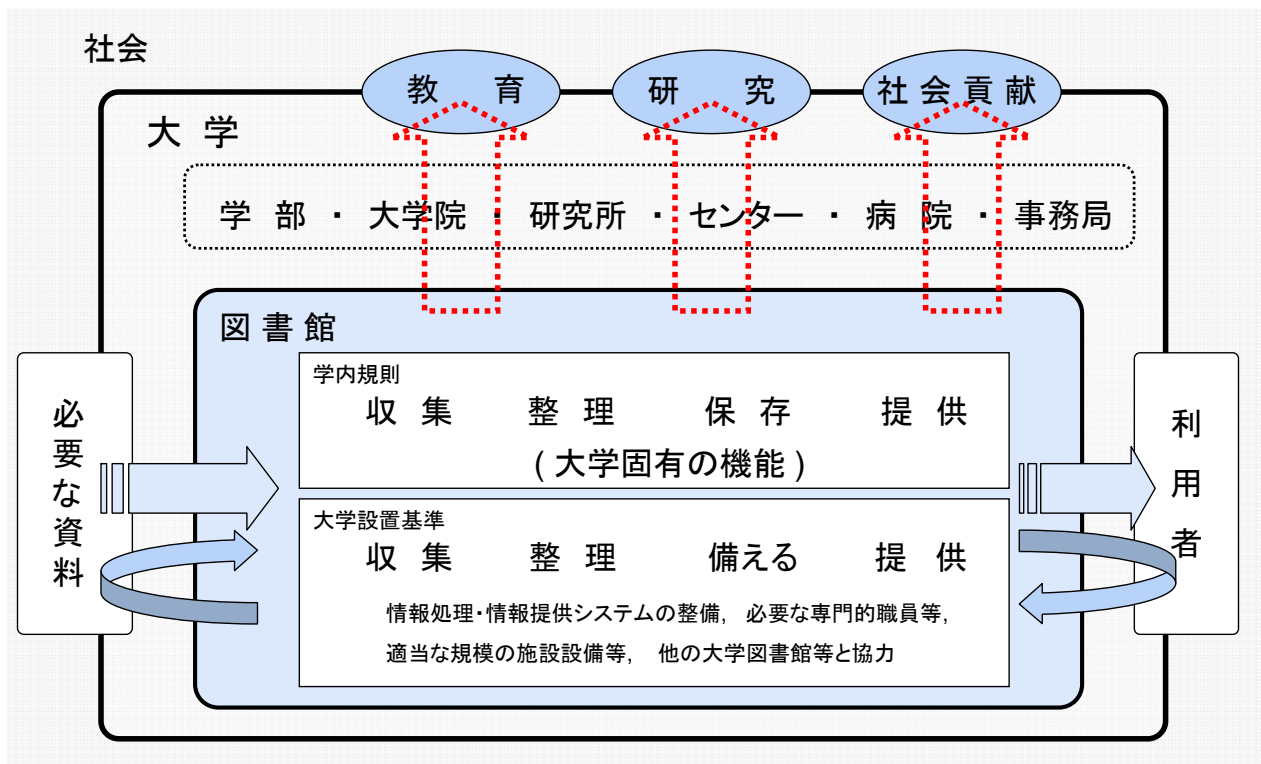 社会
教育
研究
社会貢献
大学
学部・大学院・研究所・センター・病院・事務局
図書館
学内規則
収集 整理 保存 提供
(大学固有の機能)
大学設置基準
収集 整理 備える 提供
情報処理・情報提供システムの整備, 必要な専門的職員等,
適当な規模の施設設備等, 他の大学図書館等と協力
必要な資料
利用者